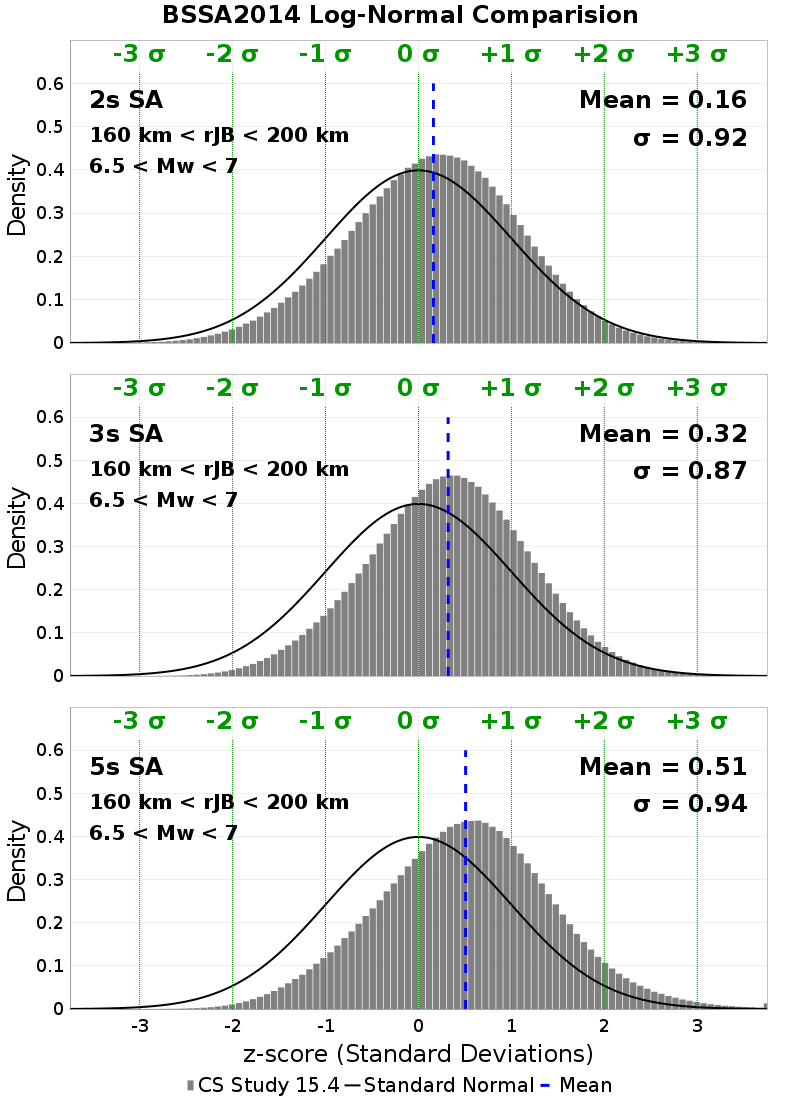 BSSA2014 Log-Normal Comparision
-3 σ -2 σ -1 σ 0 σ +1 σ +2 σ +3 σ
0.6
2s SA Mean = 0.16
0.5
160 km < rJB < 200 km σ = 0.92
6.5 < Mw < 7
0.4
Density
0.3
0.2
0.1
0
-3 σ -2 σ -1 σ 0 σ +1 σ +2 σ +3 σ
0.6
3s SA Mean = 0.32
0.5
160 km < rJB < 200 km σ = 0.87
6.5 < Mw < 7
0.4
Density
0.3
0.2
0.1
0
-3 σ -2 σ -1 σ 0 σ +1 σ +2 σ +3 σ
0.6
5s SA Mean = 0.51
0.5
160 km < rJB < 200 km σ = 0.94
6.5 < Mw < 7
0.4
Density
0.3
0.2
0.1
0
-3 -2 -1 0 1 2 3
z-score (Standard Deviations)
CS Study 15.4 Standard Normal Mean